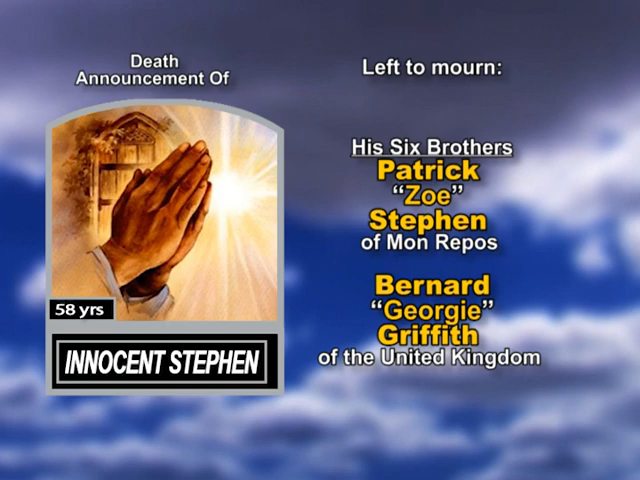 Death
Announcement Of
58 yrs
INNOCENT STEPHEN
Left to mourn:
His Six Brothers
Patrick
“Zoe”
Stephen
of Mon Repos
Bernard
“Georgie”
Griffith
of the United Kingdom